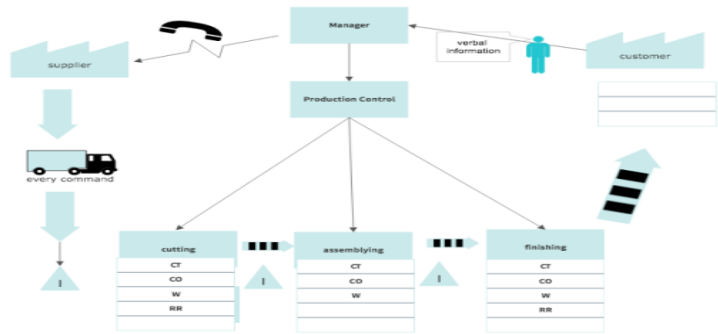 Manager
verbal
information
supplier
customer
Production Control
every command
cutting
assemblying
finishing
CT
CO
W
RR
CT
CO
W
CT
CO
W
RR
I
I
I